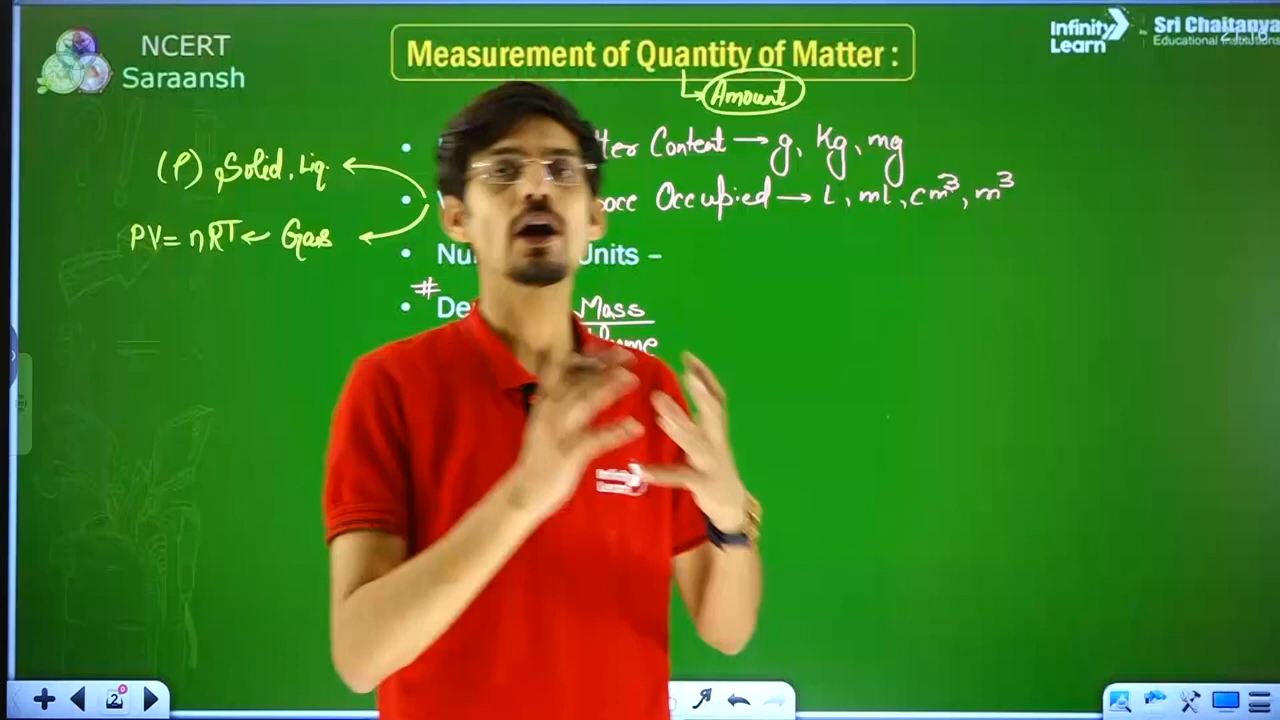 NCERT
Saraansh
Measurement of Quantity of Matter :
Infinity
Learn
Sri Chaitanya
Educational Institutions
Amount
Content → g, Kg, mg
(P) Solid, Liq.
Occupied → L, ml, cm³, m³
PV = nRT ← Gas
Units –
# Mass
2